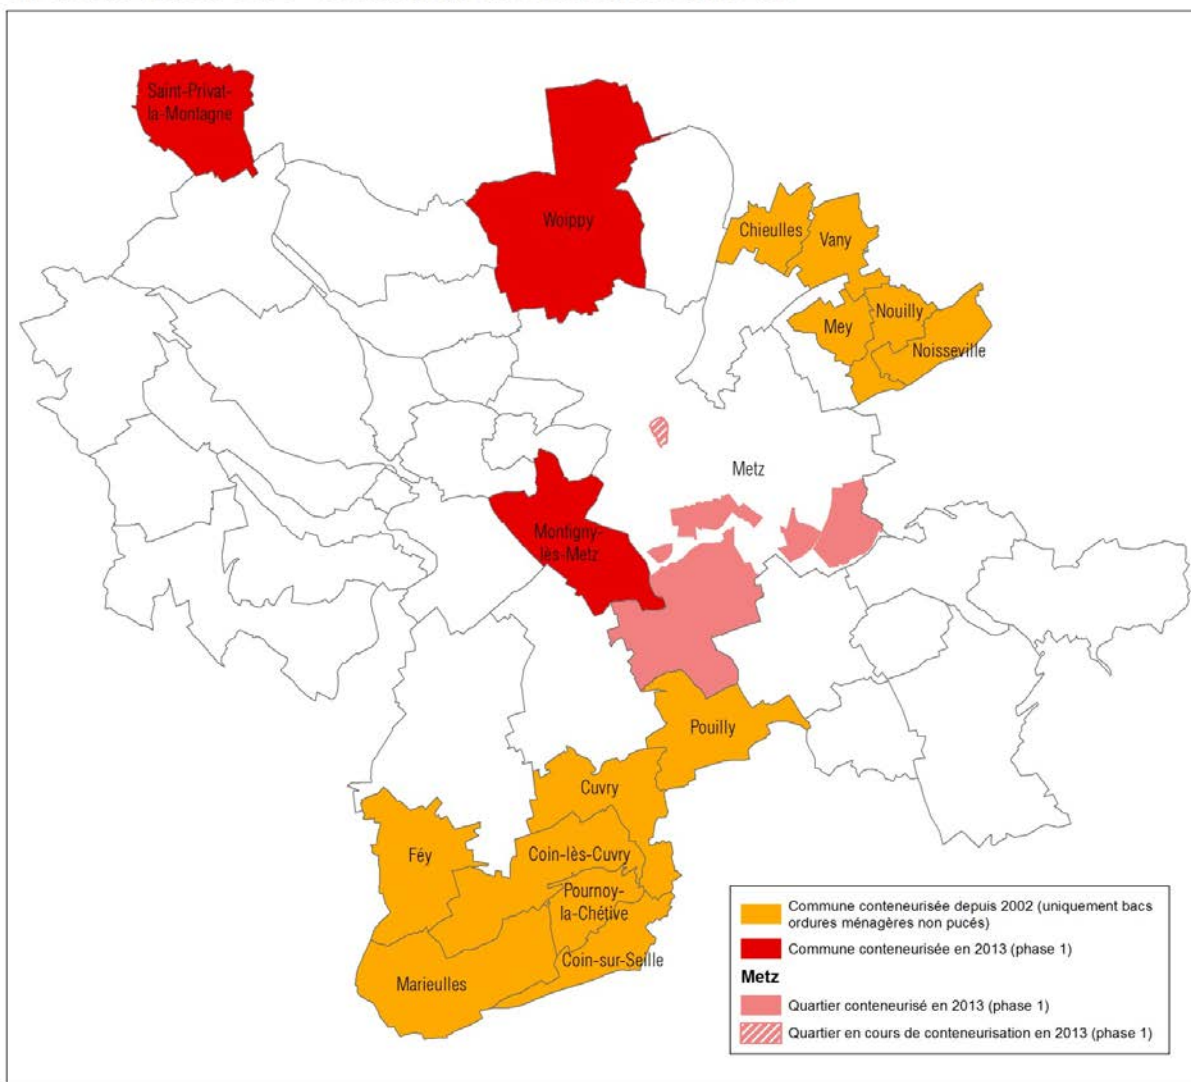 Saint-Privat-
la-Montagne
Woippy
Chieulles
Vany
Mey
Nouilly
Noisseville
Metz
Montigny-
lès-Metz
Pouilly
Cuvry
Féy
Coin-lès-Cuvry
Pournoy-
la-Chétive
Coin-sur-Seille
Marieulles
Commune conteneurisée depuis 2002 (uniquement bacs
ordures ménagères non pucés)
Commune conteneurisée en 2013 (phase 1)
Metz
Quartier conteneurisé en 2013 (phase 1)
Quartier en cours de conteneurisation en 2013 (phase 1)